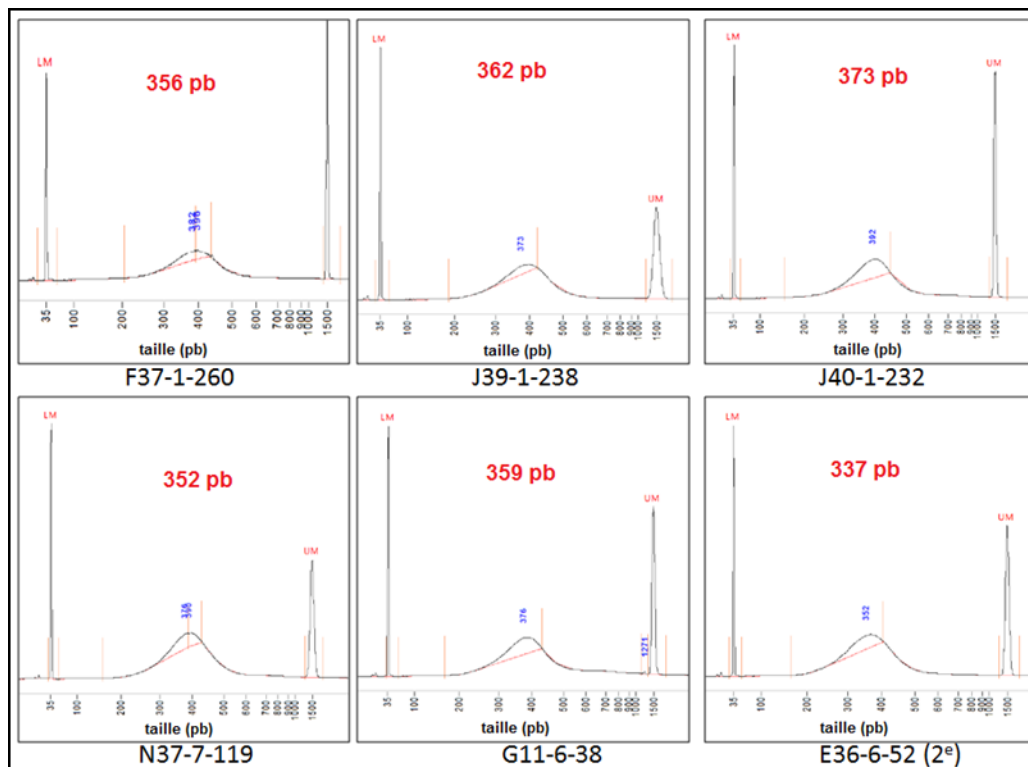 LM
356 pb
35
100
200
300
400
500
600
700
800
900
1000
1500
taille (pb)
F37-1-260
LM
362 pb
UM
373
35
100
200
300
400
500
600
700
800
900
1000
1500
taille (pb)
J39-1-238
LM
373 pb
UM
392
35
100
200
300
400
500
600
700
800
900
1000
1500
taille (pb)
J40-1-232
LM
352 pb
UM
35
100
200
300
400
500
600
700
800
900
1000
1500
taille (pb)
N37-7-119
LM
359 pb
UM
376
1271
35
100
200
300
400
500
600
700
800
900
1000
1500
taille (pb)
G11-6-38
LM
337 pb
UM
352
35
100
200
300
400
500
600
700
800
900
1000
1500
taille (pb)
E36-6-52 (2ᵉ)